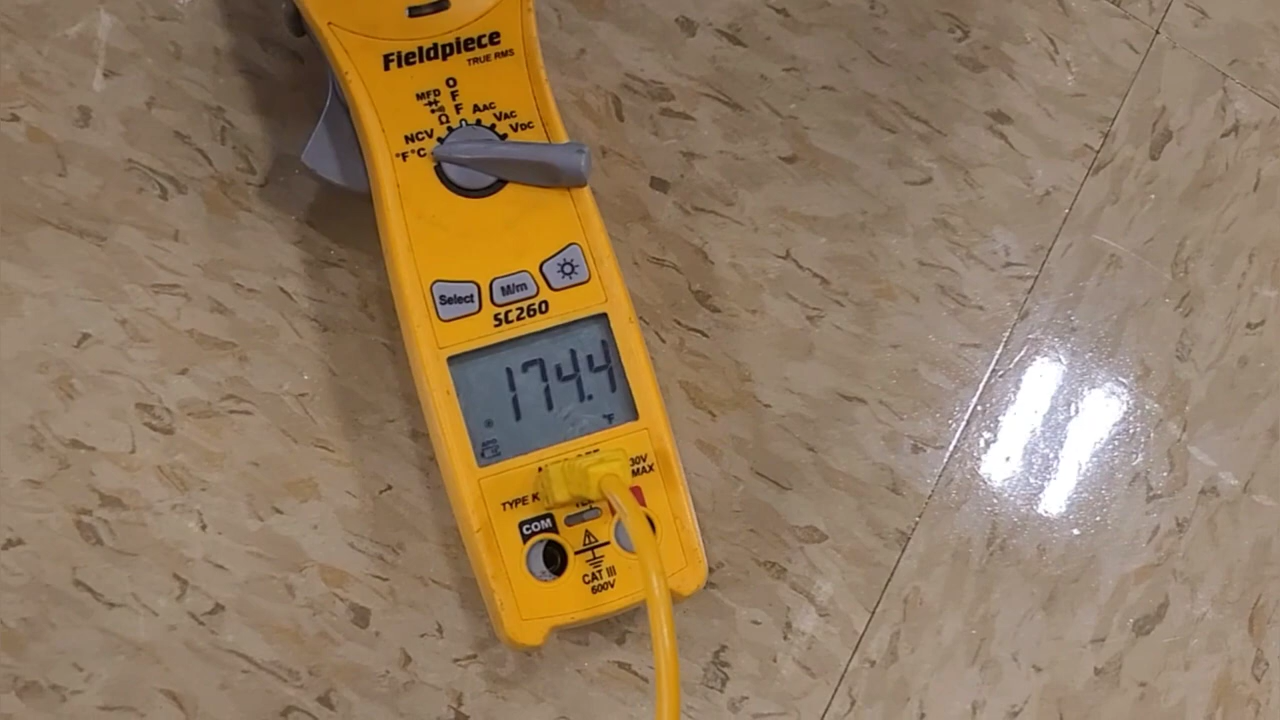 Fieldpiece
TRUE RMS
O
F
F
MFD
Ω
AAC
VAC
VDC
NCV
°F°C
Select
M/m
SC260
174.4
°F
APO
30V
MAX
TYPE K
COM
CAT III
600V